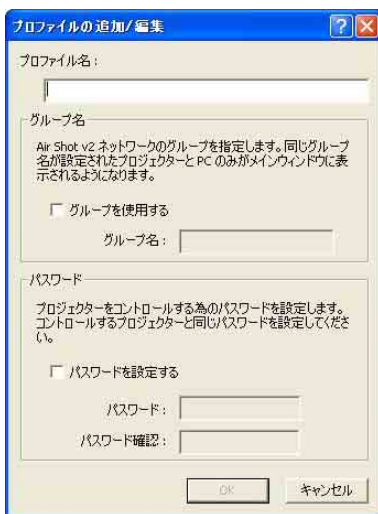 プロファイルの追加/編集
プロファイル名:
グループ名
Air Shot v2 ネットワークのグループを指定します。同じグループ
名が設定されたプロジェクターと PC のみがメインウィンドウに表
示されるようになります。
グループを使用する
グループ名:
パスワード
プロジェクターをコントロールする為のパスワードを設定します。
コントロールするプロジェクターと同じパスワードを設定してくださ
い。
パスワードを設定する
パスワード:
パスワード確認:
OK
キャンセル